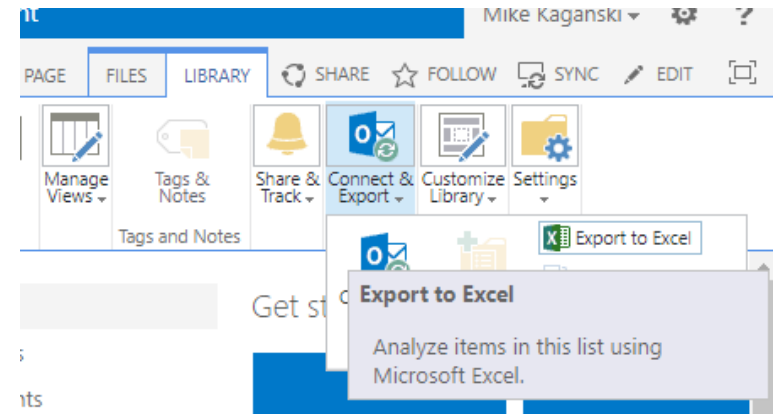 nt
Mike Kaganski
?
PAGE FILES LIBRARY SHARE FOLLOW SYNC EDIT
Manage Views
Tags & Notes
Share & Track
Connect & Export
Customize Library
Settings
Tags and Notes
Export to Excel
Get st
Export to Excel
Analyze items in this list using
Microsoft Excel.
s
nts